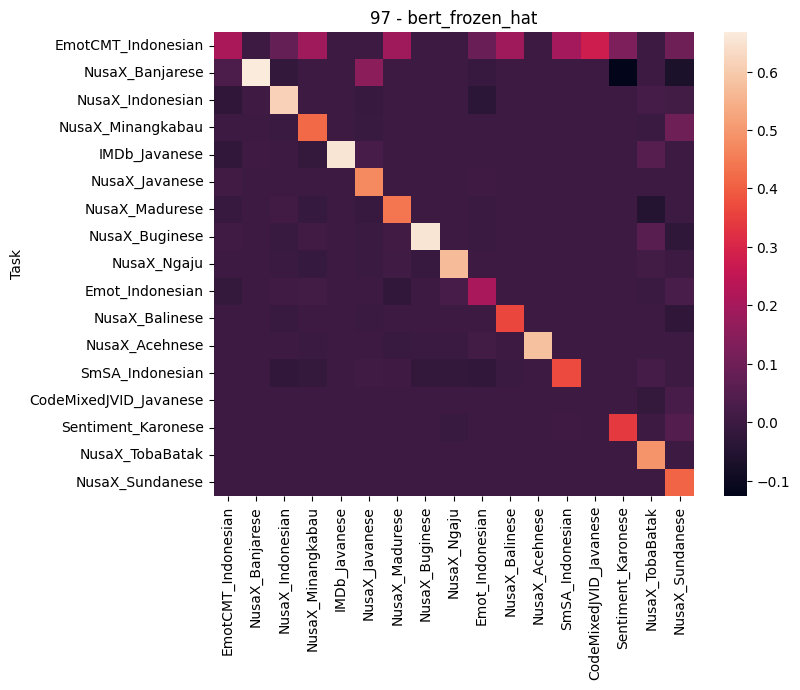 97 - bert_frozen_hat
Task
EmotCMT_Indonesian
NusaX_Banjarese
NusaX_Indonesian
NusaX_Minangkabau
IMDb_Javanese
NusaX_Javanese
NusaX_Madurese
NusaX_Buginese
NusaX_Ngaju
Emot_Indonesian
NusaX_Balinese
NusaX_Acehnese
SmSA_Indonesian
CodeMixedJVID_Javanese
Sentiment_Karonese
NusaX_TobaBatak
NusaX_Sundanese
EmotCMT_Indonesian
NusaX_Banjarese
NusaX_Indonesian
NusaX_Minangkabau
IMDb_Javanese
NusaX_Javanese
NusaX_Madurese
NusaX_Buginese
NusaX_Ngaju
Emot_Indonesian
NusaX_Balinese
NusaX_Acehnese
SmSA_Indonesian
CodeMixedJVID_Javanese
Sentiment_Karonese
NusaX_TobaBatak
NusaX_Sundanese
0.6
0.5
0.4
0.3
0.2
0.1
0.0
−0.1